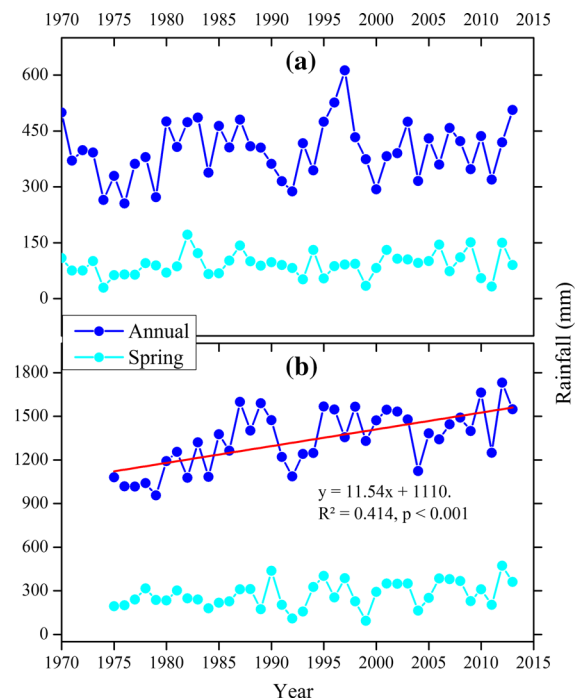 1970 1975 1980 1985 1990 1995 2000 2005 2010 2015
(a)
600
450
300
150
0
Annual
Spring
Rainfall (mm)
(b)
1800
1500
1200
900
600
300
0
y = 11.54x + 1110.
R² = 0.414, p < 0.001
1970 1975 1980 1985 1990 1995 2000 2005 2010 2015
Year